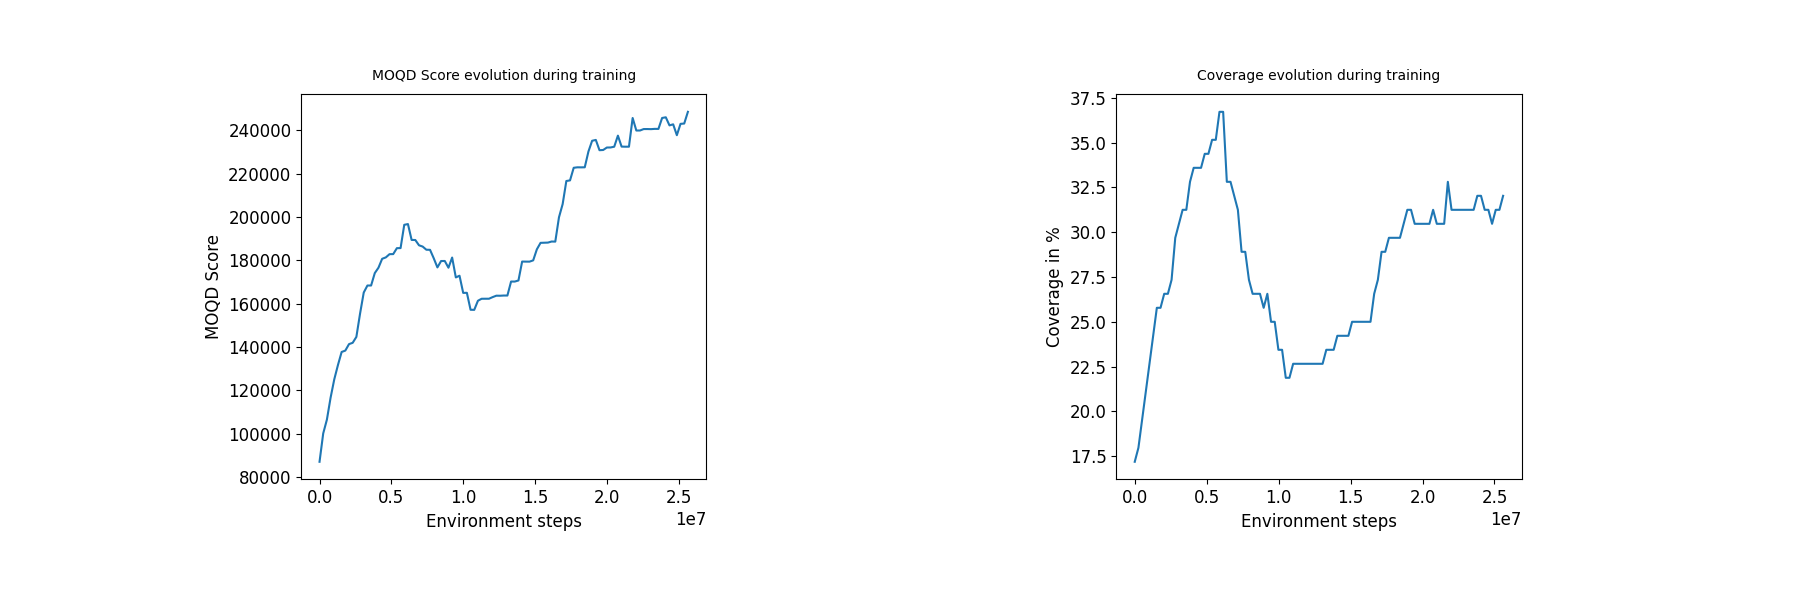 MOQD Score evolution during training
MOQD Score
240000
220000
200000
180000
160000
140000
120000
100000
80000
0.0 0.5 1.0 1.5 2.0 2.5
1e7
Environment steps
Coverage evolution during training
Coverage in %
37.5
35.0
32.5
30.0
27.5
25.0
22.5
20.0
17.5
0.0 0.5 1.0 1.5 2.0 2.5
1e7
Environment steps